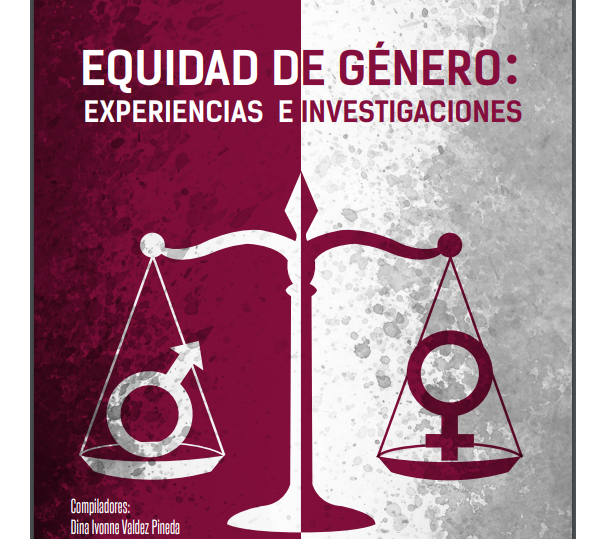 EQUIDAD DE GÉNERO:
EXPERIENCIAS E INVESTIGACIONES
Compiladores:
Dina Ivonne Valdez Pineda